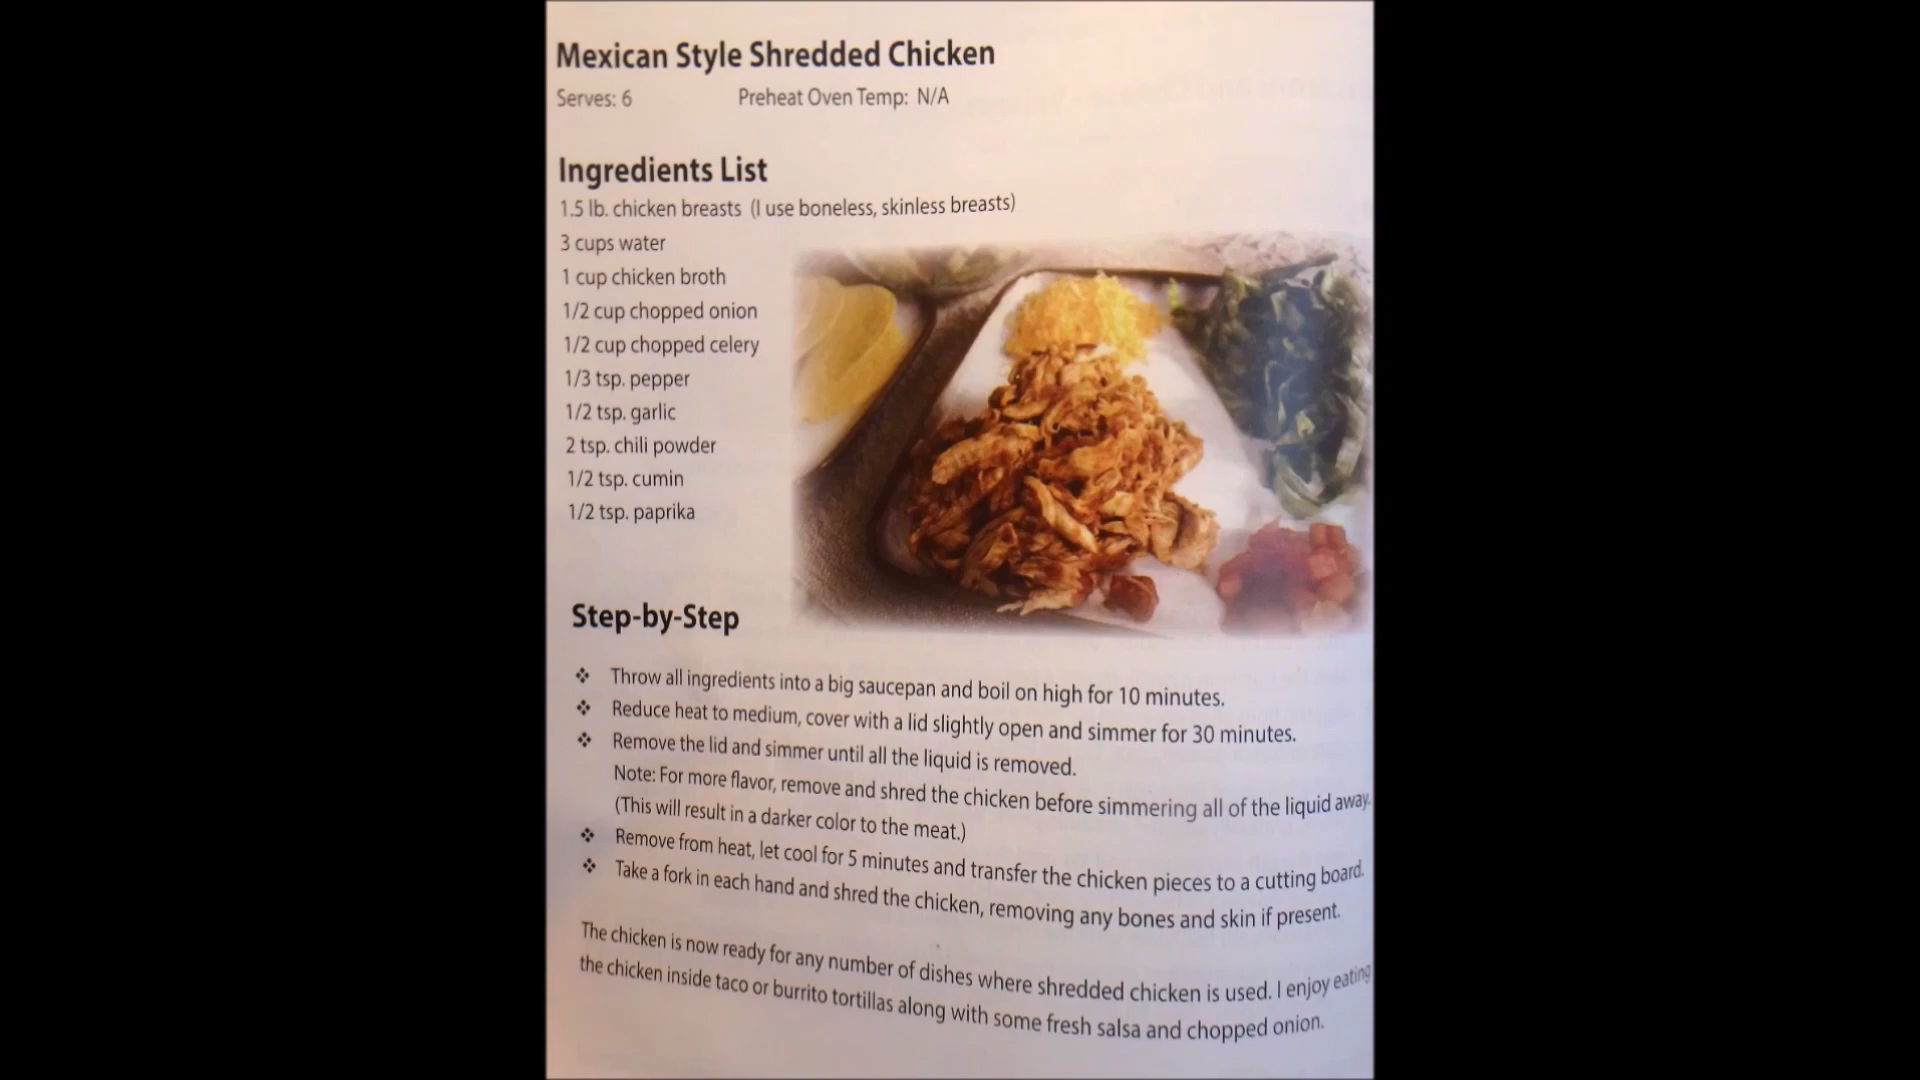 Mexican Style Shredded Chicken
Serves: 6 Preheat Oven Temp: N/A
Ingredients List
1.5 lb. chicken breasts (I use boneless, skinless breasts)
3 cups water
1 cup chicken broth
1/2 cup chopped onion
1/2 cup chopped celery
1/3 tsp. pepper
1/2 tsp. garlic
2 tsp. chili powder
1/2 tsp. cumin
1/2 tsp. paprika
Step-by-Step
❖ Throw all ingredients into a big saucepan and boil on high for 10 minutes.
❖ Reduce heat to medium, cover with a lid slightly open and simmer for 30 minutes.
❖ Remove the lid and simmer until all the liquid is removed.
Note: For more flavor, remove and shred the chicken before simmering all of the liquid away.
(This will result in a darker color to the meat.)
❖ Remove from heat, let cool for 5 minutes and transfer the chicken pieces to a cutting board.
❖ Take a fork in each hand and shred the chicken, removing any bones and skin if present.
The chicken is now ready for any number of dishes where shredded chicken is used. I enjoy eating
the chicken inside taco or burrito tortillas along with some fresh salsa and chopped onion.